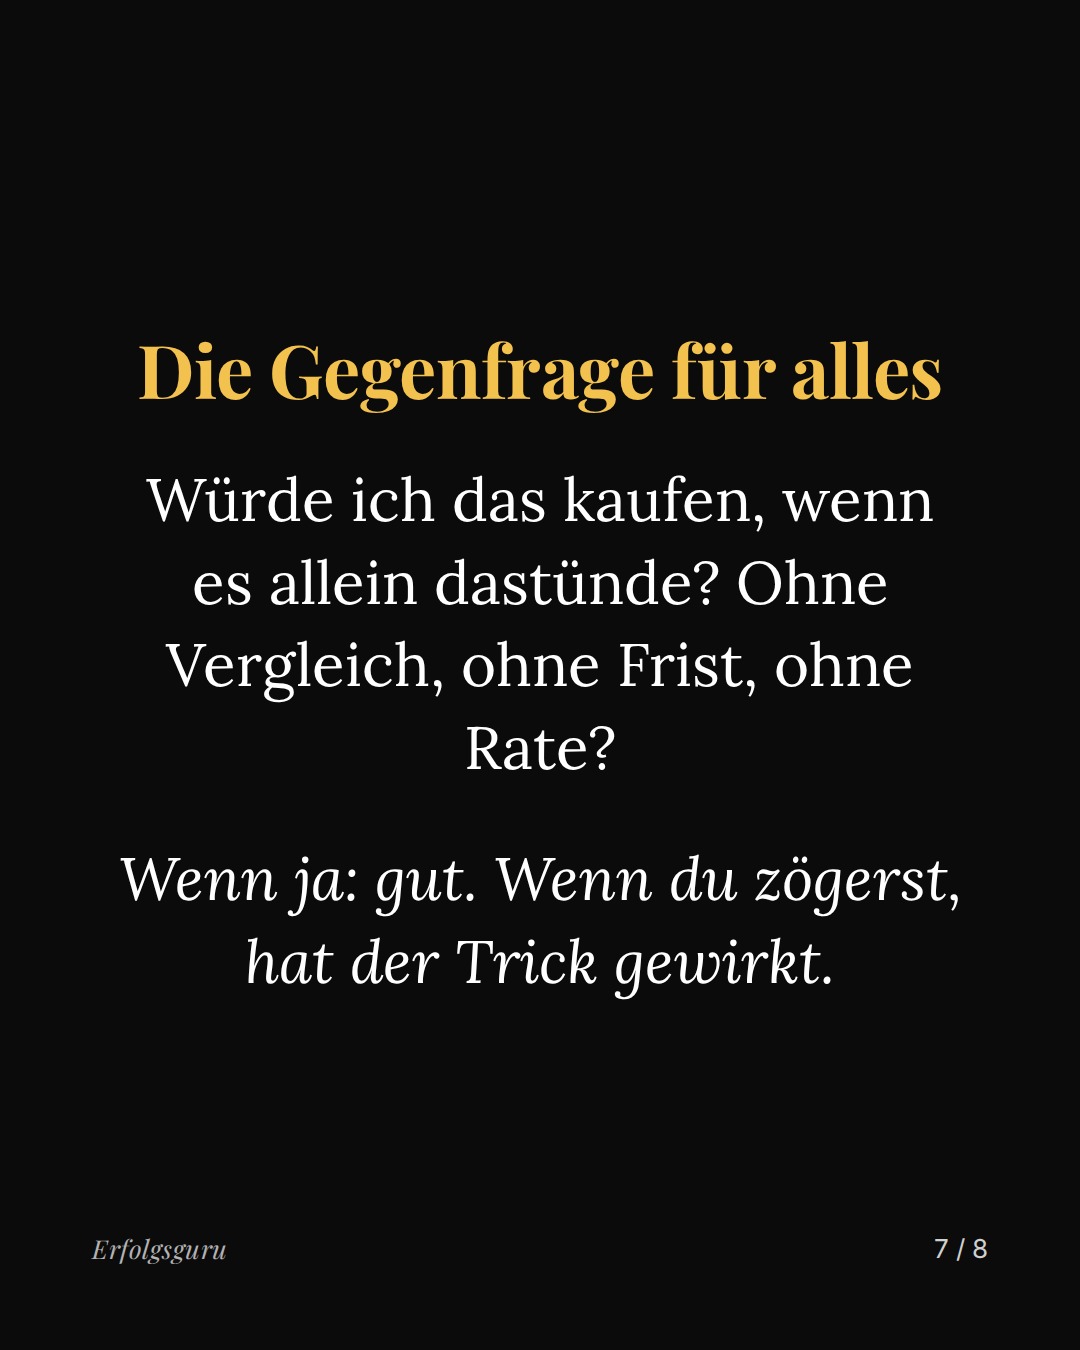 Die Gegenfrage für alles
Würde ich das kaufen, wenn
es allein dastünde? Ohne
Vergleich, ohne Frist, ohne
Rate?
Wenn ja: gut. Wenn du zögerst,
hat der Trick gewirkt.
Erfolgsguru
7 / 8